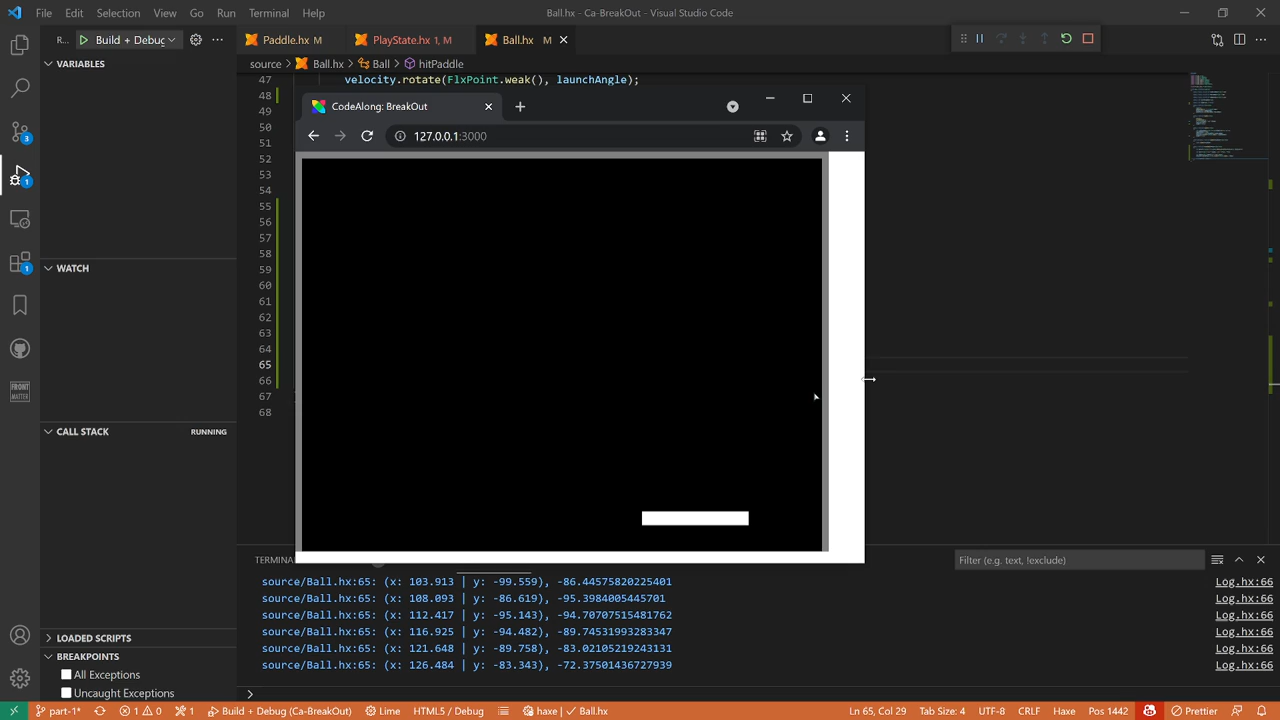 File Edit Selection View Go Run Terminal Help
Ball.hx - Ca-BreakOut - Visual Studio Code
R... Build + Debug
Paddle.hx M
PlayState.hx 1, M
Ball.hx M
source > Ball.hx > Ball > hitPaddle
VARIABLES
WATCH
CALL STACK RUNNING
LOADED SCRIPTS
BREAKPOINTS
All Exceptions
Uncaught Exceptions
3
1
1
FRONT
MATTER
47 velocity.rotate(FlxPoint.weak(), launchAngle);
48
49
50
51
52
53
54
55
56
57
58
59
60
61
62
63
64
65
66
67
68
CodeAlong: BreakOut
127.0.0.1:3000
TERMINA
Filter (e.g. text, !exclude)
source/Ball.hx:65: (x: 103.913 | y: -99.559), -86.44575820225401 Log.hx:66
source/Ball.hx:65: (x: 108.093 | y: -86.619), -95.3984005445701 Log.hx:66
source/Ball.hx:65: (x: 112.417 | y: -95.143), -94.70707515481762 Log.hx:66
source/Ball.hx:65: (x: 116.925 | y: -94.482), -89.74531993283347 Log.hx:66
source/Ball.hx:65: (x: 121.648 | y: -89.758), -83.02105219243131 Log.hx:66
source/Ball.hx:65: (x: 126.484 | y: -83.343), -72.37501436727939 Log.hx:66
>
part-1* 1 0 1 Build + Debug (Ca-BreakOut) Lime HTML5 / Debug haxe | Ball.hx Ln 65, Col 29 Tab Size: 4 UTF-8 CRLF Haxe Pos 1442 Prettier